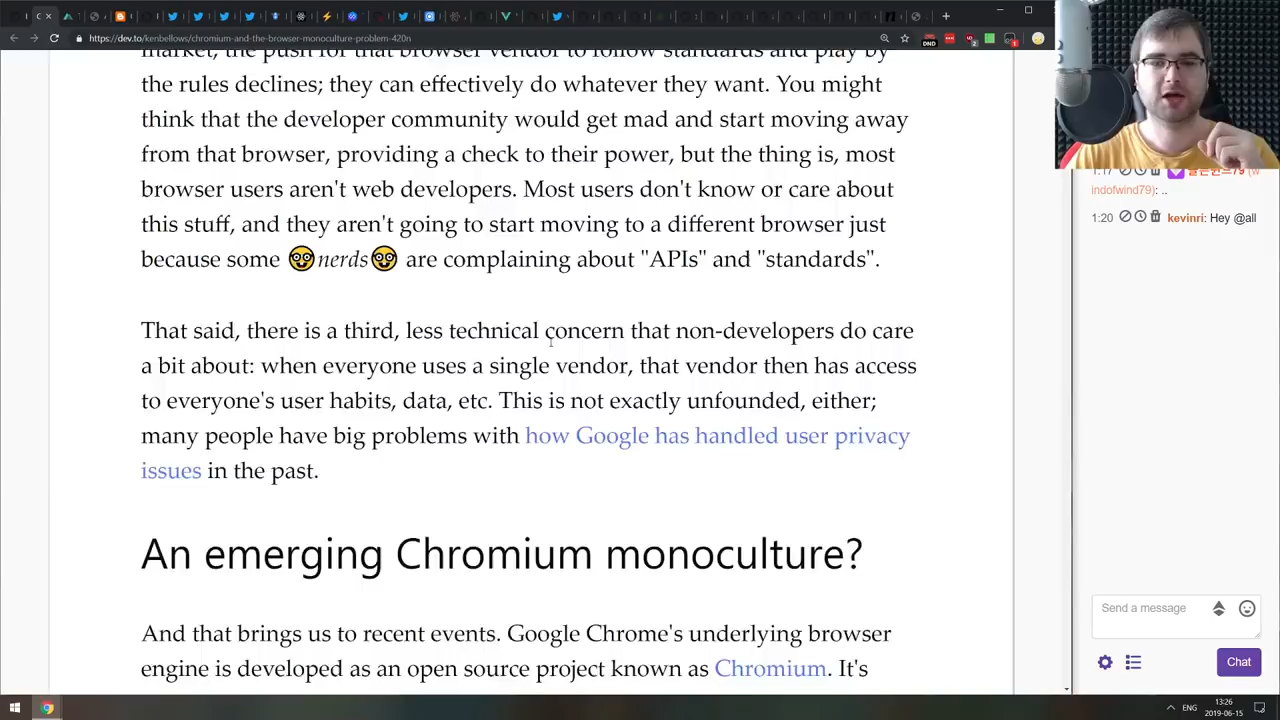 https://dev.to/kenbellows/chromium-and-the-browser-monoculture-problem-420n
market, the push for that browser vendor to follow standards and play by
the rules declines; they can effectively do whatever they want. You might
think that the developer community would get mad and start moving away
from that browser, providing a check to their power, but the thing is, most
browser users aren't web developers. Most users don't know or care about
this stuff, and they aren't going to start moving to a different browser just
because some 🤓nerds🤓 are complaining about "APIs" and "standards".
That said, there is a third, less technical concern that non-developers do care
a bit about: when everyone uses a single vendor, that vendor then has access
to everyone's user habits, data, etc. This is not exactly unfounded, either;
many people have big problems with how Google has handled user privacy
issues in the past.
An emerging Chromium monoculture?
And that brings us to recent events. Google Chrome's underlying browser
engine is developed as an open source project known as Chromium. It's
1:17
indofwind79): ..
1:20 kevinri: Hey @all
Send a message
Chat
ENG
13:26
2019-06-15